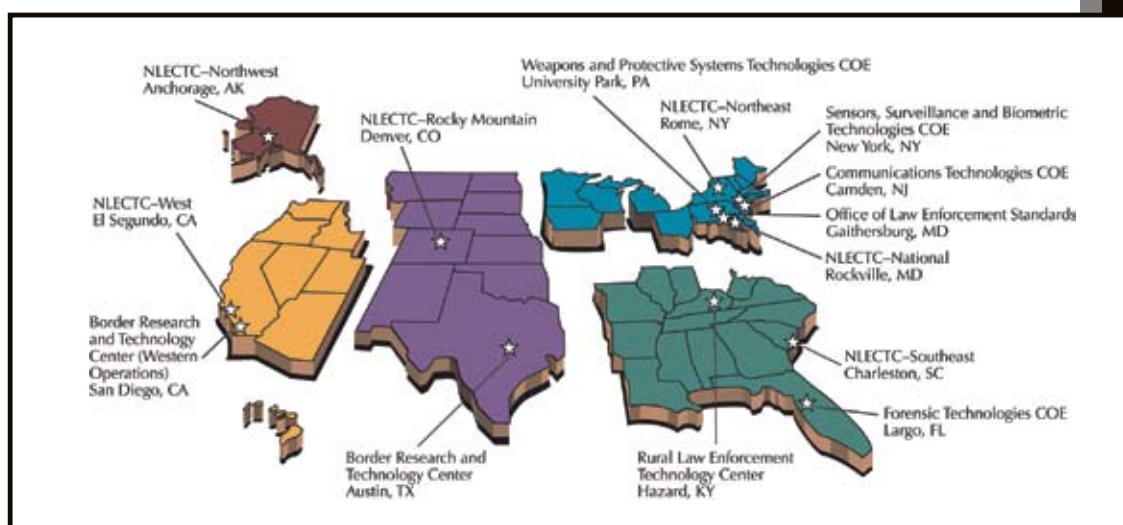 NLECTC–Northwest
Anchorage, AK
NLECTC–Rocky Mountain
Denver, CO
Weapons and Protective Systems Technologies COE
University Park, PA
NLECTC–Northeast
Rome, NY
Sensors, Surveillance and Biometric
Technologies COE
New York, NY
Communications Technologies COE
Camden, NJ
Office of Law Enforcement Standards
Gaithersburg, MD
NLECTC–National
Rockville, MD
NLECTC–West
El Segundo, CA
Border Research
and Technology
Center (Western
Operations)
San Diego, CA
NLECTC–Southeast
Charleston, SC
Forensic Technologies COE
Largo, FL
Border Research and
Technology Center
Austin, TX
Rural Law Enforcement
Technology Center
Hazard, KY